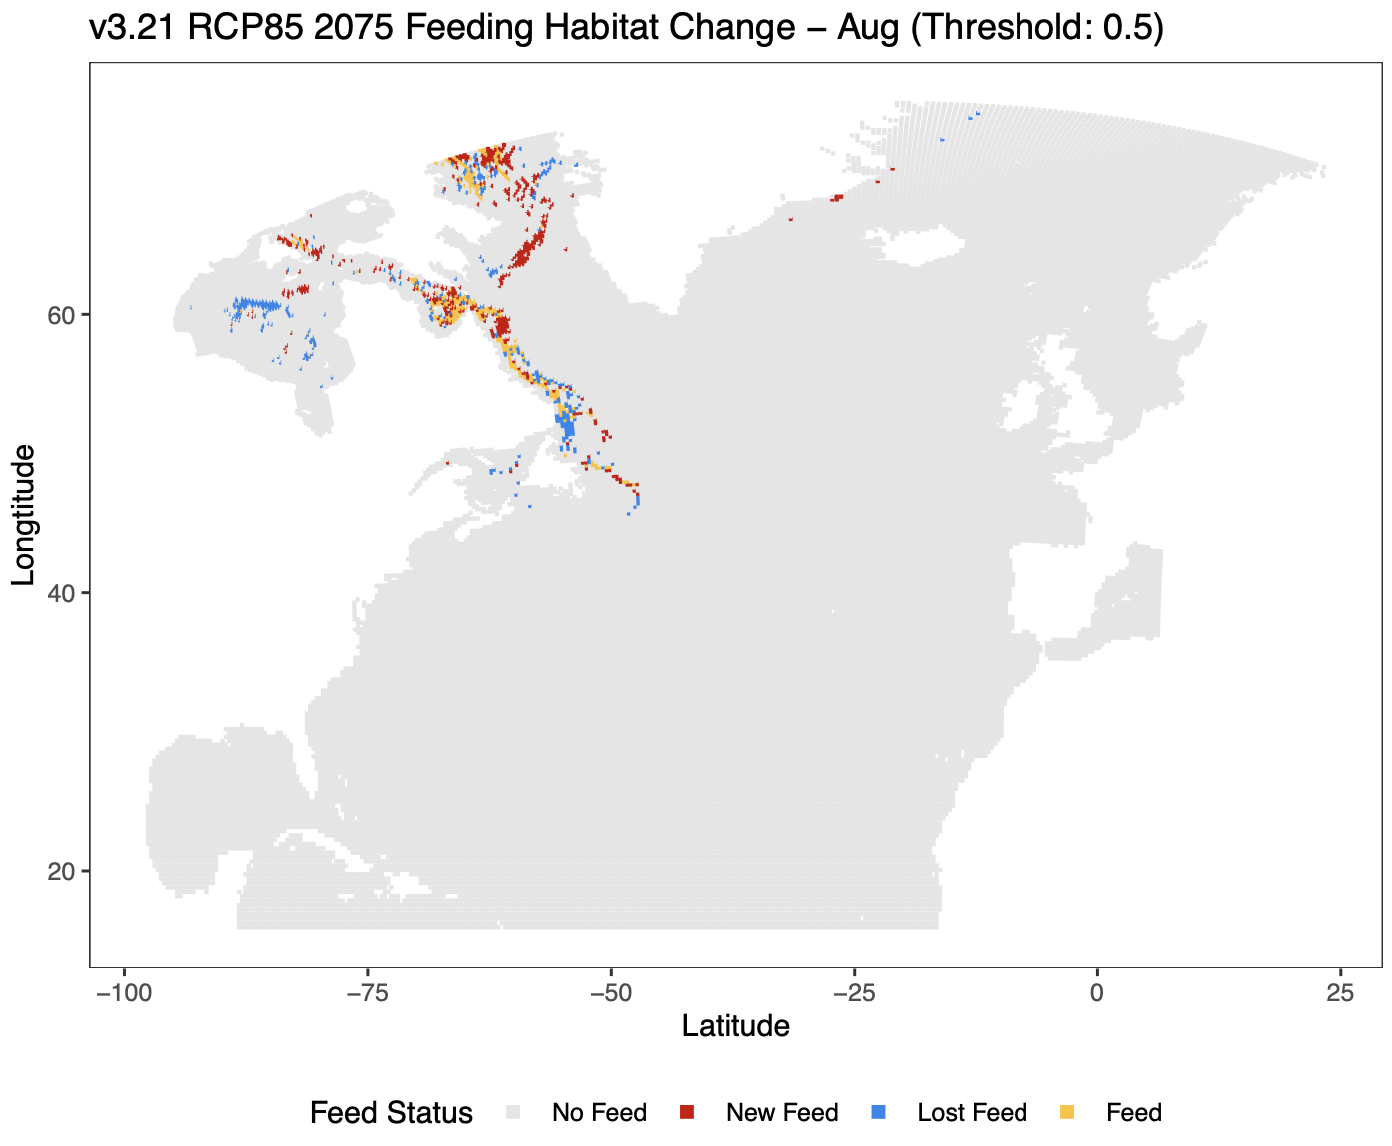 v3.21 RCP85 2075 Feeding Habitat Change − Aug (Threshold: 0.5)
Longtitude
60
40
20
−100 −75 −50 −25 0 25
Latitude
Feed Status No Feed New Feed Lost Feed Feed